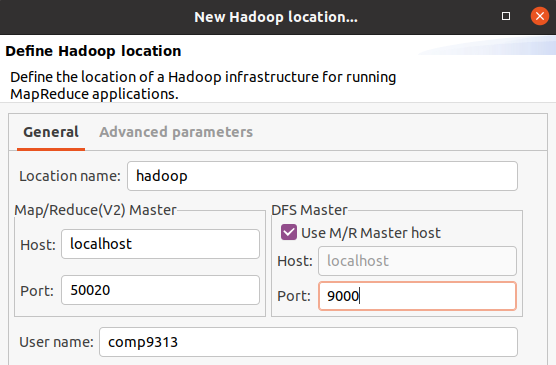 New Hadoop location...
Define Hadoop location
Define the location of a Hadoop infrastructure for running
MapReduce applications.
General Advanced parameters
Location name: hadoop
Map/Reduce(V2) Master
Host: localhost
Port: 50020
DFS Master
Use M/R Master host
Host: localhost
Port: 9000
User name: comp9313